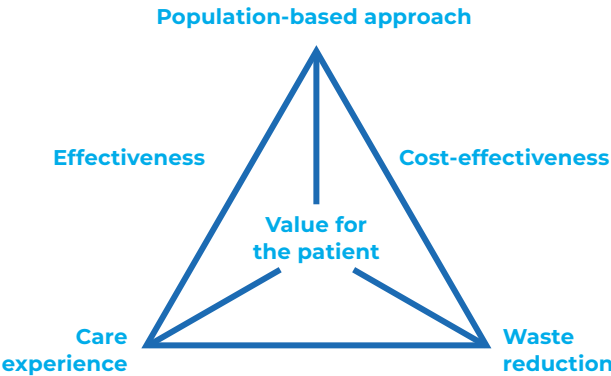 Population-based approach
Effectiveness
Cost-effectiveness
Value for
the patient
Care
experience
Waste
reduction